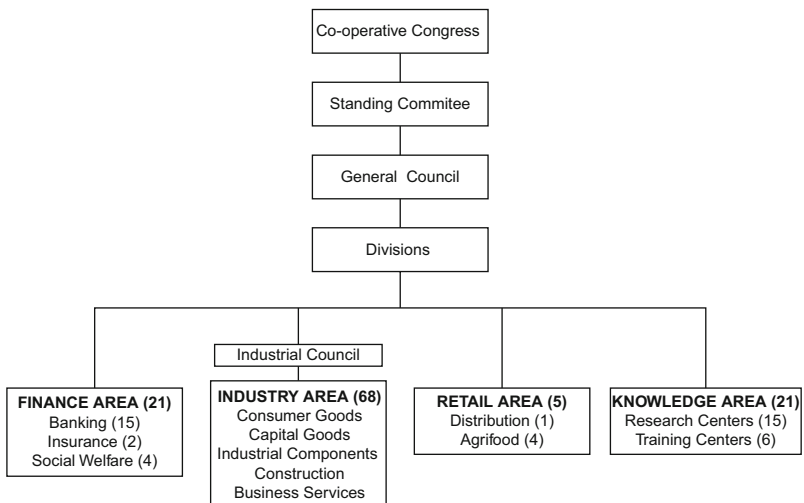 Co-operative Congress
Standing Commitee
General Council
Divisions
Industrial Council
FINANCE AREA (21)
Banking (15)
Insurance (2)
Social Welfare (4)
INDUSTRY AREA (68)
Consumer Goods
Capital Goods
Industrial Components
Construction
Business Services
RETAIL AREA (5)
Distribution (1)
Agrifood (4)
KNOWLEDGE AREA (21)
Research Centers (15)
Training Centers (6)